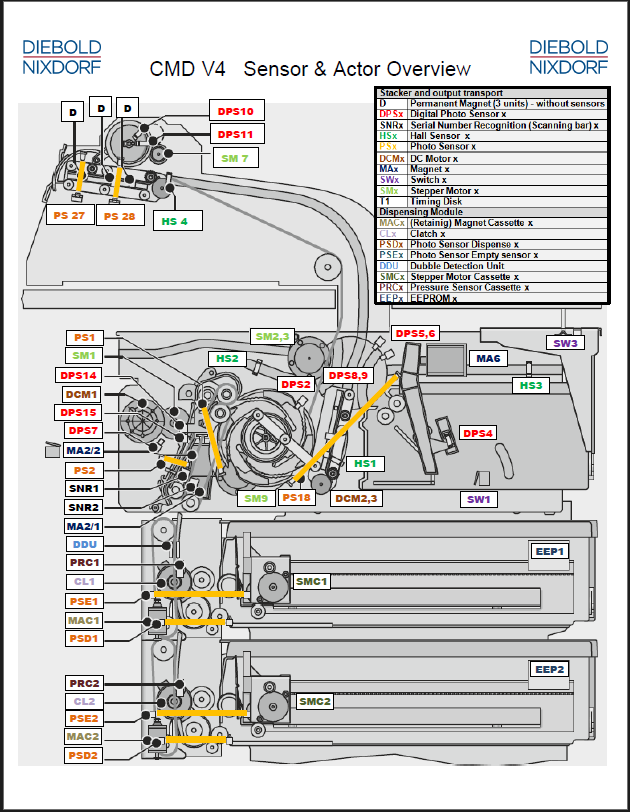 DIEBOLD
NIXDORF
DIEBOLD
NIXDORF
CMD V4 Sensor & Actor Overview
Stacker and output transport
D Permanent Magnet (3 units) - without sensors
DPSx Digital Photo Sensor x
SNRx Serial Number Recognition (Scanning bar) x
HSx Hall Sensor x
PSx Photo Sensor x
DCMx DC Motor x
MAx Magnet x
SWx Switch x
SMx Stepper Motor x
T1 Timing Disk
Dispensing Module
MACx (Retainig) Magnet Cassette x
CLx Clatch x
PSDx Photo Sensor Dispense x
PSEx Photo Sensor Empty sensor x
DDU Dubble Detection Unit
SMCx Stepper Motor Cassette x
PRCx Pressure Sensor Cassette x
EEPx EEPROM x
D
D
D
DPS10
DPS11
SM 7
PS 27
PS 28
HS 4
PS1
SM1
DPS14
DCM1
DPS15
DPS7
MA2/2
PS2
SNR1
SNR2
MA2/1
DDU
PRC1
CL1
PSE1
MAC1
PSD1
PRC2
CL2
PSE2
MAC2
PSD2
SM2,3
HS2
DPS2
DPS8,9
DPS5,6
MA6
SW3
HS3
DPS4
HS1
SM9
PS18
DCM2,3
SW1
EEP1
SMC1
EEP2
SMC2